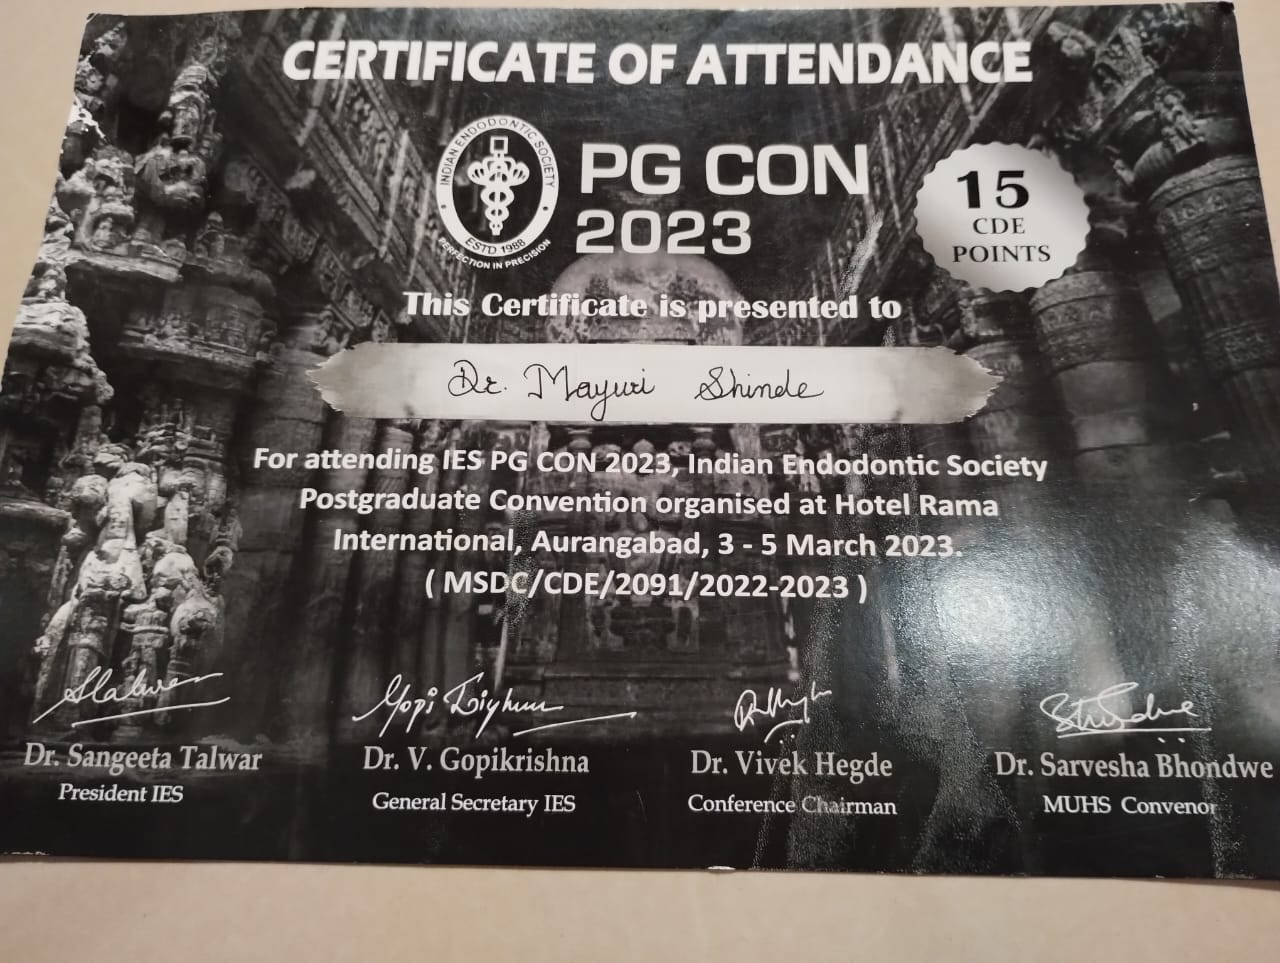 CERTIFICATE OF ATTENDANCE
INDIAN ENDODONTIC SOCIETY
ESTD 1988
PERFECTION IN PRECISION
PG CON
2023
15
CDE
POINTS
This Certificate is presented to
Dr. Mayuri Shinde
For attending IES PG CON 2023, Indian Endodontic Society
Postgraduate Convention organised at Hotel Rama
International, Aurangabad, 3 - 5 March 2023.
( MSDC/CDE/2091/2022-2023 )
Dr. Sangeeta Talwar
President IES
Dr. V. Gopikrishna
General Secretary IES
Dr. Vivek Hegde
Conference Chairman
Dr. Sarvesha Bhondwe
MUHS Convenor